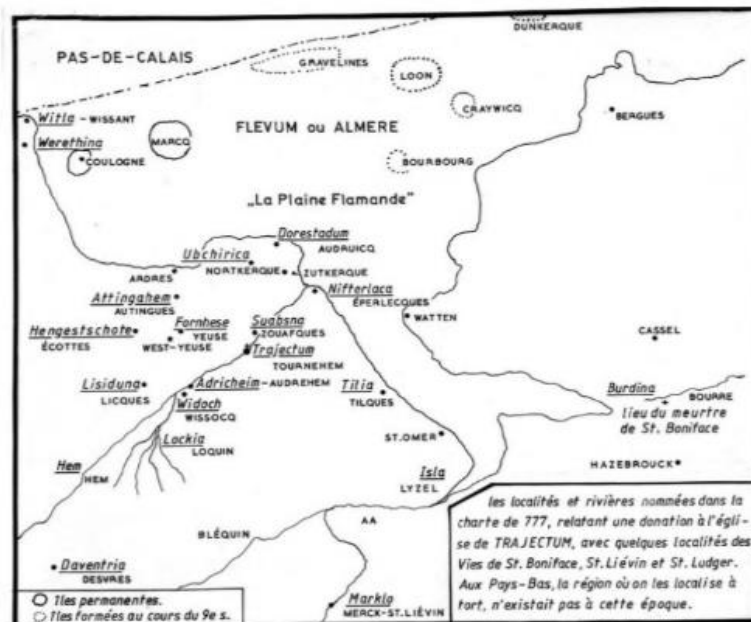 DUNKERQUE
PAS-DE-CALAIS
GRAVELINES
LOON
CRAYWICQ
BERGUES
Witla - WISSANT
Werethina
COULOGNE
MARCQ
FLEVUM ou ALMERE
BOURBOURG
„La Plaine Flamande"
Dorestadum
AUDRUICQ
Ubchirica
NORTKERQUE
ZUTKERQUE
ARDRES
Nifterlaca
ÉPERLECQUES
Attingahem
AUTINGUES
WATTEN
Hengestschote
ÉCOTTES
Fornhese
YEUSE
WEST-YEUSE
Suabsna
ZOUAFQUES
CASSEL
Trajectum
TOURNEHEM
Lisidung
LICQUES
Adricheim - AUDREHEM
Widoch
WISSOCQ
Tilia
TILQUES
Burdina
BOURRE
lieu du meurtre
de St. Boniface
Lockia
LOQUIN
ST. OMER
HAZEBROUCK
Hem
HEM
Isla
LYZEL
BLÉQUIN
AA
Daventria
DESVRES
Marklo
MERCK-ST. LIÉVIN
Iles permanentes.
Iles formées au cours du 9e s.
les localités et rivières nommées dans la
charte de 777, relatant une donation à l'égli-
se de TRAJECTUM, avec quelques localités des
Vies de St. Boniface, St. Liévin et St. Ludger.
Aux Pays-Bas, la région où on les localise à
tort, n'existait pas à cette époque.